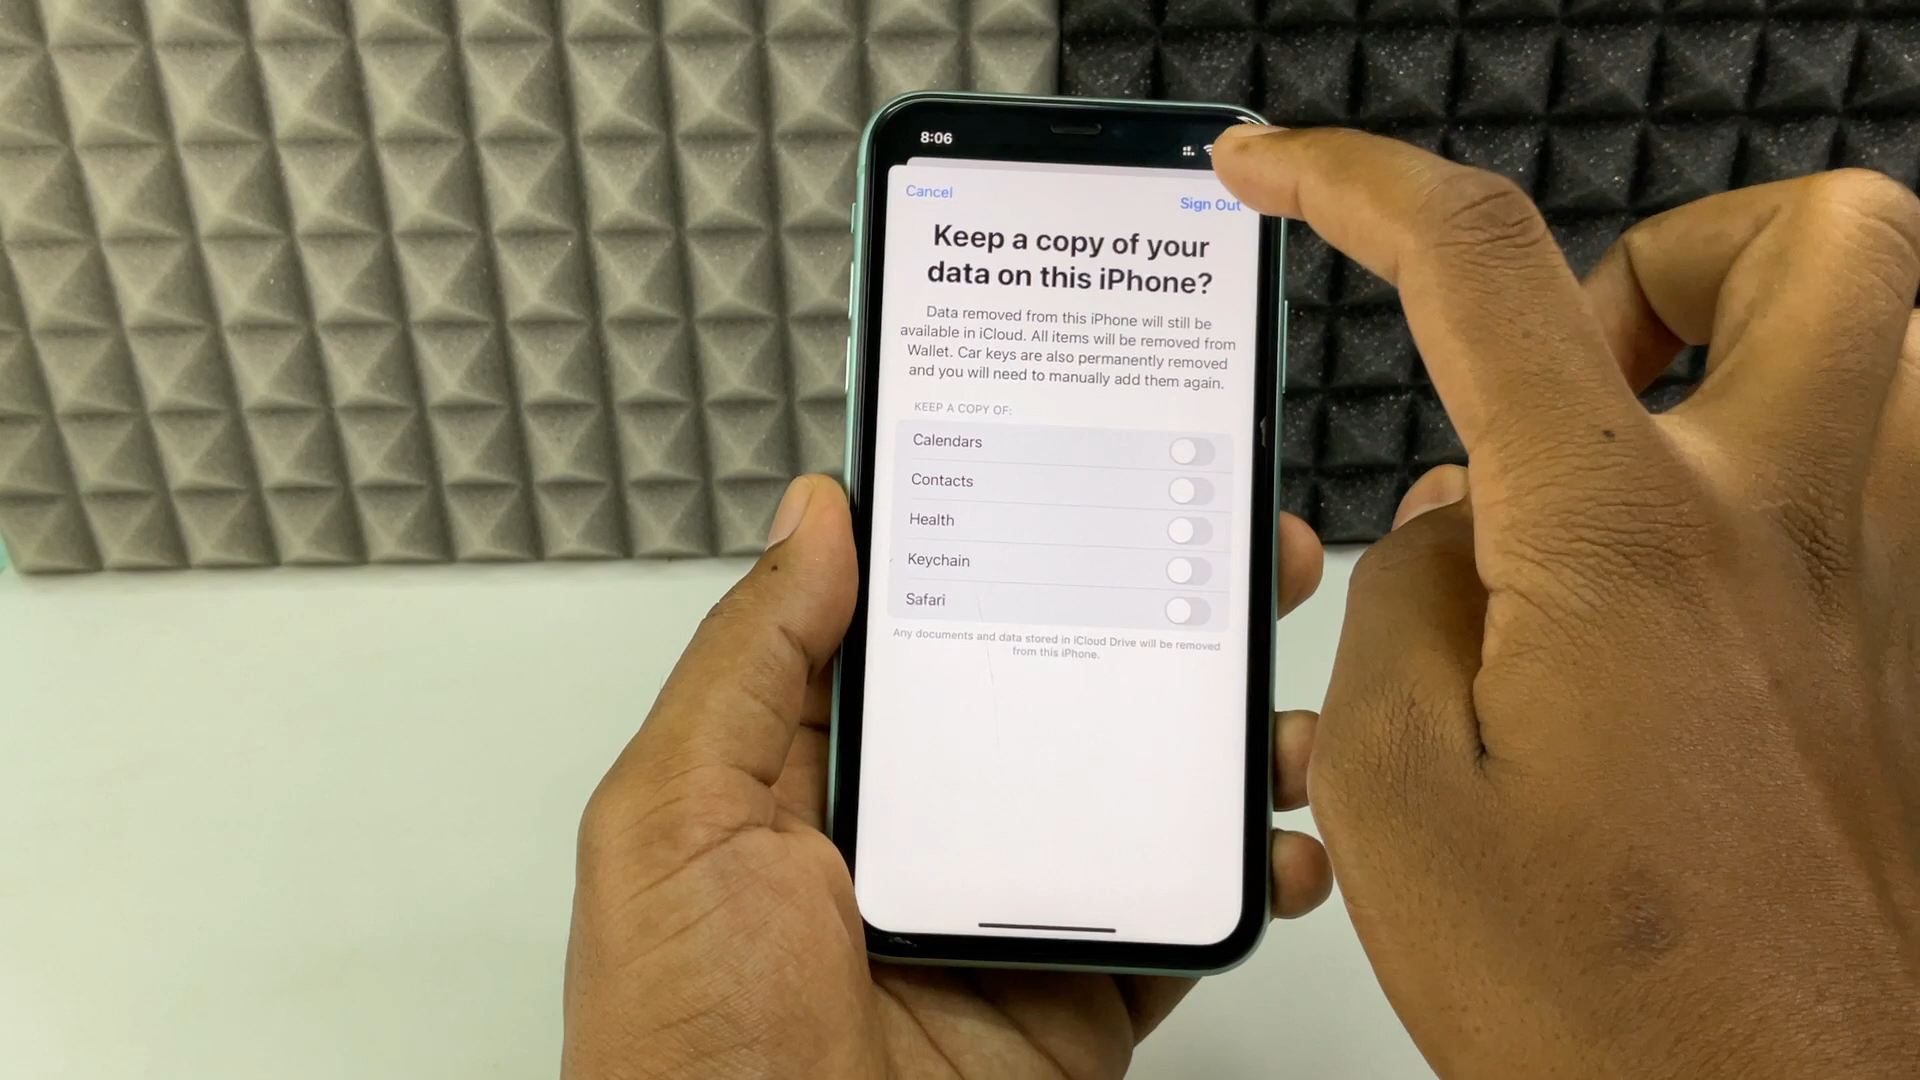 8:06
Cancel
Sign Out
Keep a copy of your
data on this iPhone?
Data removed from this iPhone will still be
available in iCloud. All items will be removed from
Wallet. Car keys are also permanently removed
and you will need to manually add them again.
KEEP A COPY OF:
Calendars
Contacts
Health
Keychain
Safari
Any documents and data stored in iCloud Drive will be removed
from this iPhone.